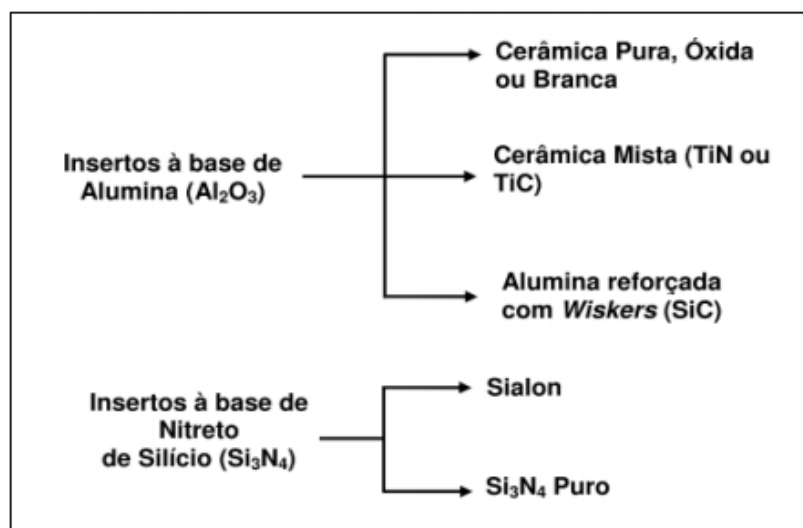 Cerâmica Pura, Óxida
ou Branca
Insertos à base de
Alumina (Al₂O₃)
Cerâmica Mista (TiN ou
TiC)
Alumina reforçada
com Wiskers (SiC)
Insertos à base de
Nitreto
de Silício (Si₃N₄)
Sialon
Si₃N₄ Puro